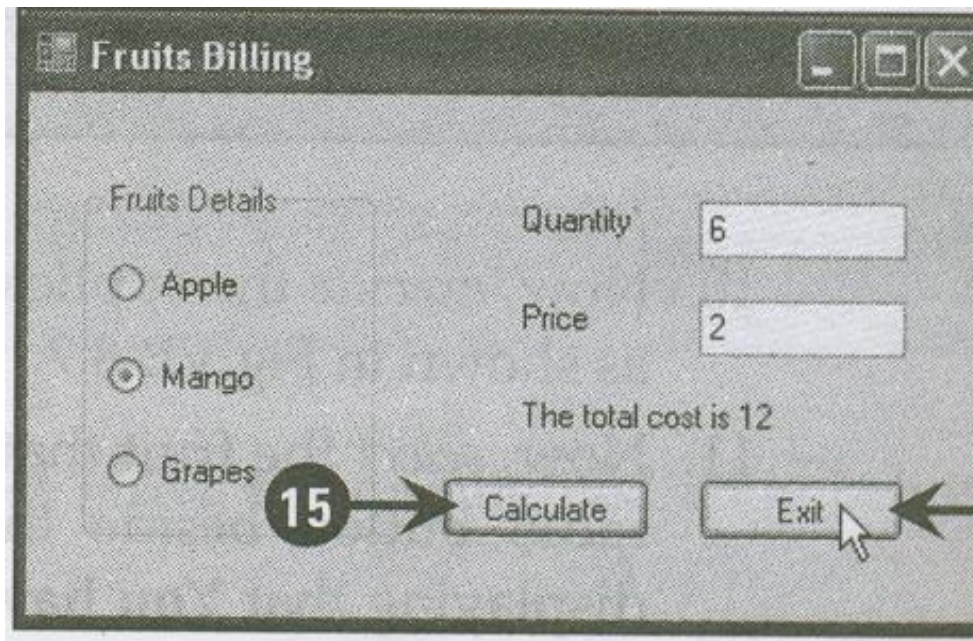 Fruits Billing
Fruits Details
Apple
Mango
Grapes
Quantity
6
Price
2
The total cost is 12
15
Calculate
Exit